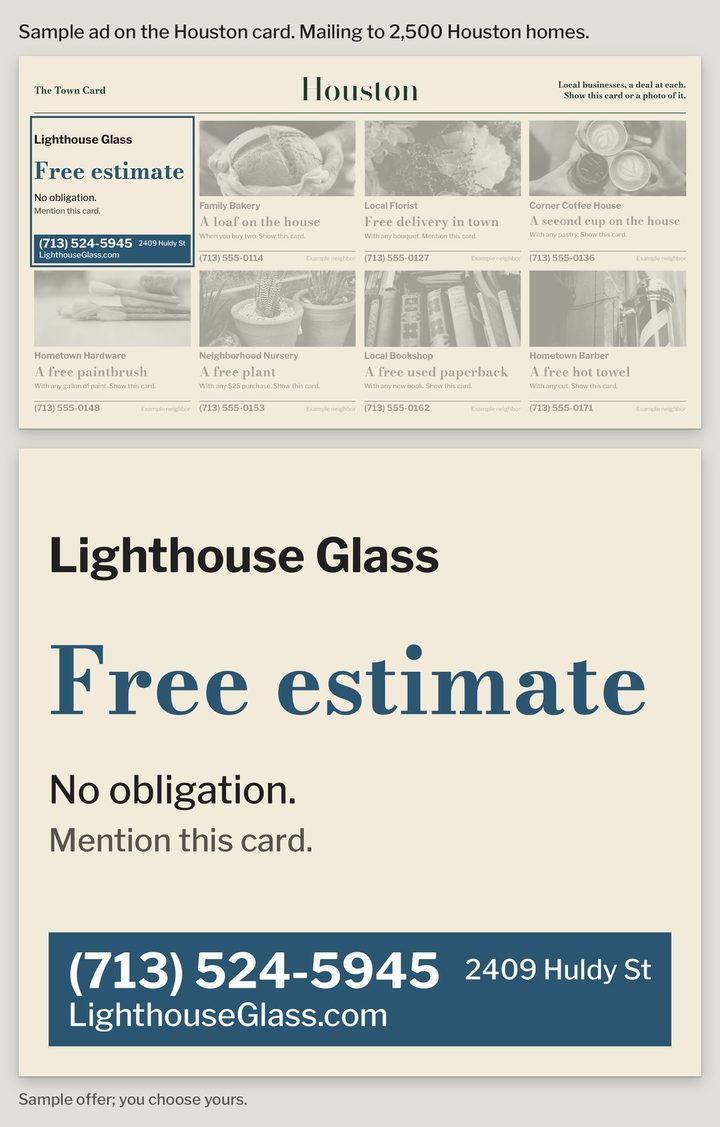 Sample ad on the Houston card. Mailing to 2,500 Houston homes.
The Town Card
Houston
Local businesses, a deal at each.
Show this card or a photo of it.
Lighthouse Glass
Free estimate
No obligation.
Mention this card.
(713) 524-5945 2409 Huldy St
LighthouseGlass.com
Family Bakery
A loaf on the house
When you buy two. Show this card.
(713) 555-0114 Example neighbor
Local Florist
Free delivery in town
With any bouquet. Mention this card.
(713) 555-0127 Example neighbor
Corner Coffee House
A second cup on the house
With any pastry. Show this card.
(713) 555-0136 Example neighbor
Hometown Hardware
A free paintbrush
With any gallon of paint. Show this card.
(713) 555-0148 Example neighbor
Neighborhood Nursery
A free plant
With any $25 purchase. Show this card.
(713) 555-0153 Example neighbor
Local Bookshop
A free used paperback
With any new book. Show this card.
(713) 555-0162 Example neighbor
Hometown Barber
A free hot towel
With any cut. Show this card.
(713) 555-0171 Example neighbor
Lighthouse Glass
Free estimate
No obligation.
Mention this card.
(713) 524-5945 2409 Huldy St
LighthouseGlass.com
Sample offer; you choose yours.